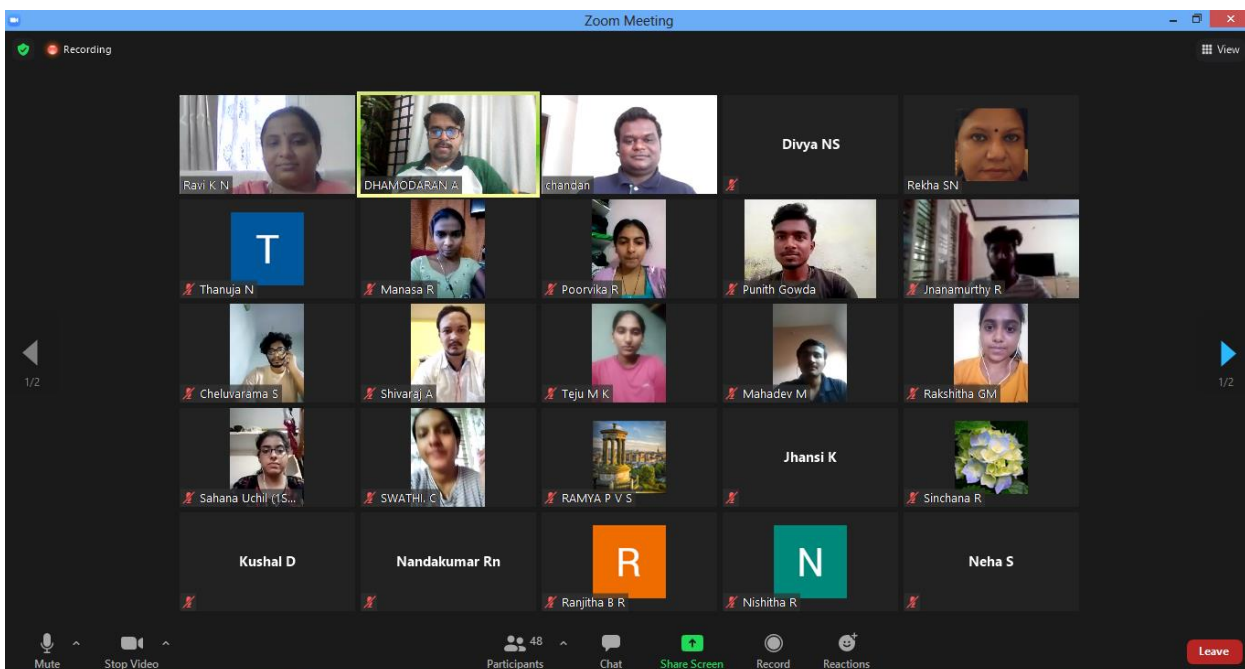 Zoom Meeting
Recording
View
Ravi K N
DHAMODARAN A
chandan
Divya NS
Rekha SN
T
Thanuja N
Manasa R
Poorvika R
Punith Gowda
Jnanamurthy R
1/2
Cheluvarama S
Shivaraj A
Teju M K
Mahadev M
Rakshitha GM
1/2
Sahana Uchil (1S...
SWATHI. C
RAMYA P V S
Jhansi K
Sinchana R
Kushal D
Nandakumar Rn
R
Ranjitha B R
N
Nishitha R
Neha S
48
Mute
Stop Video
Participants
Chat
Share Screen
Record
Reactions
Leave